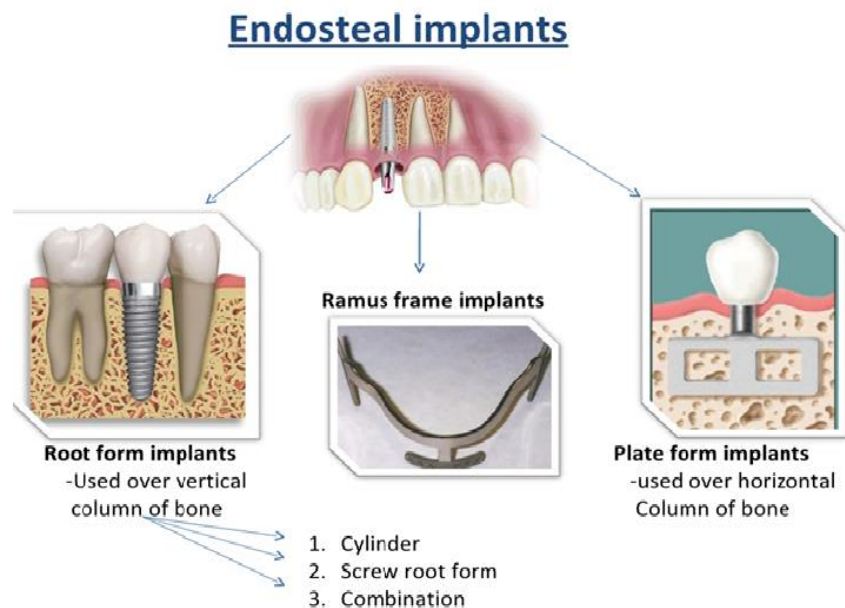 Endosteal implants
Ramus frame implants
Root form implants
-Used over vertical
column of bone
Plate form implants
-used over horizontal
Column of bone
1. Cylinder
2. Screw root form
3. Combination